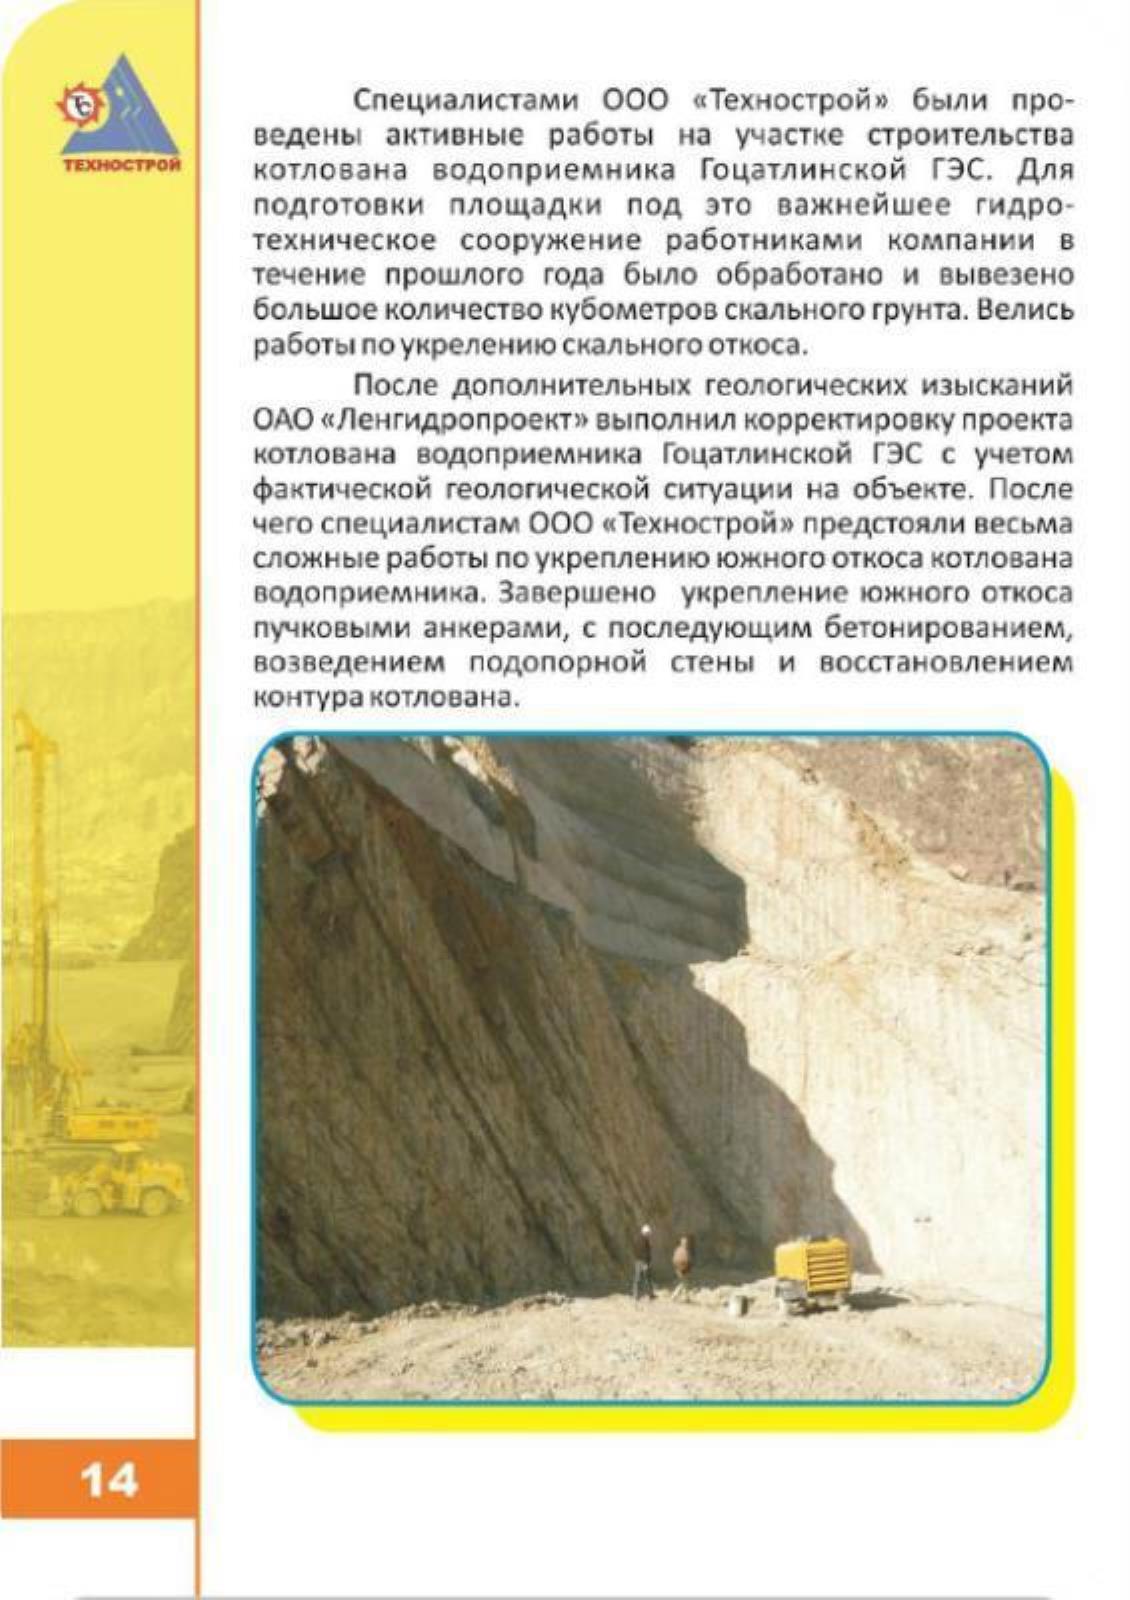 ТС
ТЕХНОСТРОЙ
Специалистами ООО «Технострой» были про-
ведены активные работы на участке строительства
котлована водоприемника Гоцатлинской ГЭС. Для
подготовки площадки под это важнейшее гидро-
техническое сооружение работниками компании в
течение прошлого года было обработано и вывезено
большое количество кубометров скального грунта. Велись
работы по укрелению скального откоса.
После дополнительных геологических изысканий
ОАО «Ленгидропроект» выполнил корректировку проекта
котлована водоприемника Гоцатлинской ГЭС с учетом
фактической геологической ситуации на объекте. После
чего специалистам ООО «Технострой» предстояли весьма
сложные работы по укреплению южного откоса котлована
водоприемника. Завершено укрепление южного откоса
пучковыми анкерами, с последующим бетонированием,
возведением подопорной стены и восстановлением
контура котлована.
14